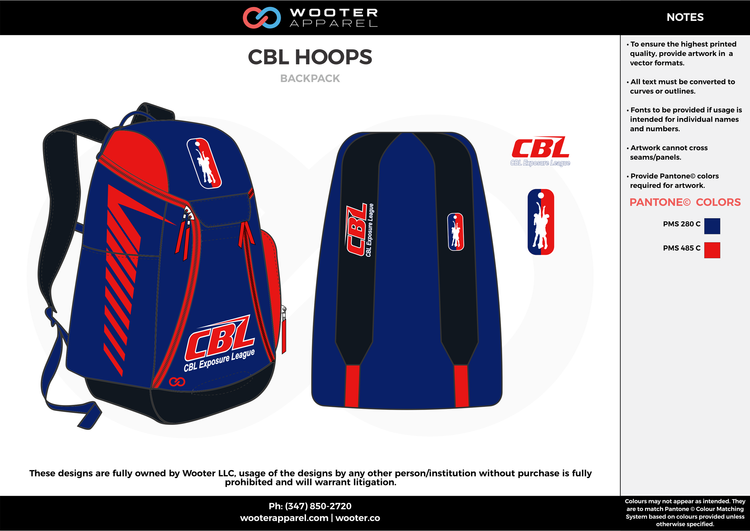 WOOTER
APPAREL
NOTES
CBL HOOPS
BACKPACK
• To ensure the highest printed
quality, provide artwork in a
vector formats.
• All text must be converted to
curves or outlines.
• Fonts to be provided if usage is
intended for individual names
and numbers.
• Artwork cannot cross
seams/panels.
• Provide Pantone© colors
required for artwork.
PANTONE© COLORS
PMS 280 C
PMS 485 C
CBL
CBL Exposure League
CBL
CBL Exposure League
CBL
CBL Exposure League
These designs are fully owned by Wooter LLC, usage of the designs by any other person/institution without purchase is fully
prohibited and will warrant litigation.
Ph: (347) 850-2720
wooterapparel.com | wooter.co
Colours may not appear as intended. They
are to match Pantone © Colour Matching
System based on colours provided unless
otherwise specified.